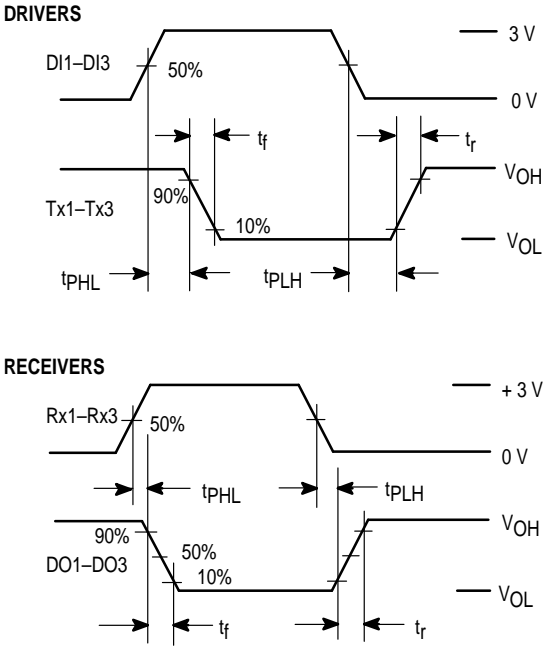 DRIVERS
3 V
DI1–DI3
50%
0 V
tf
tr
VOH
90%
Tx1–Tx3
10%
VOL
tPHL
tPLH
RECEIVERS
+ 3 V
Rx1–Rx3
50%
0 V
tPHL
tPLH
VOH
90%
50%
DO1–DO3
10%
VOL
tf
tr